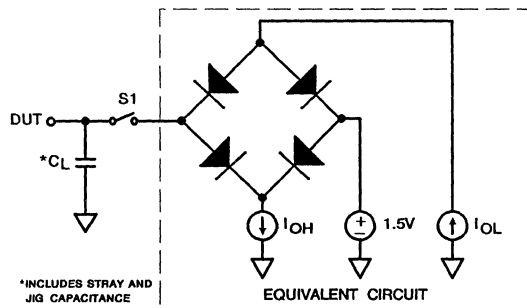 S1
DUT
*CL
IOH
+
−
1.5V
IOL
*INCLUDES STRAY AND
JIG CAPACITANCE
EQUIVALENT CIRCUIT